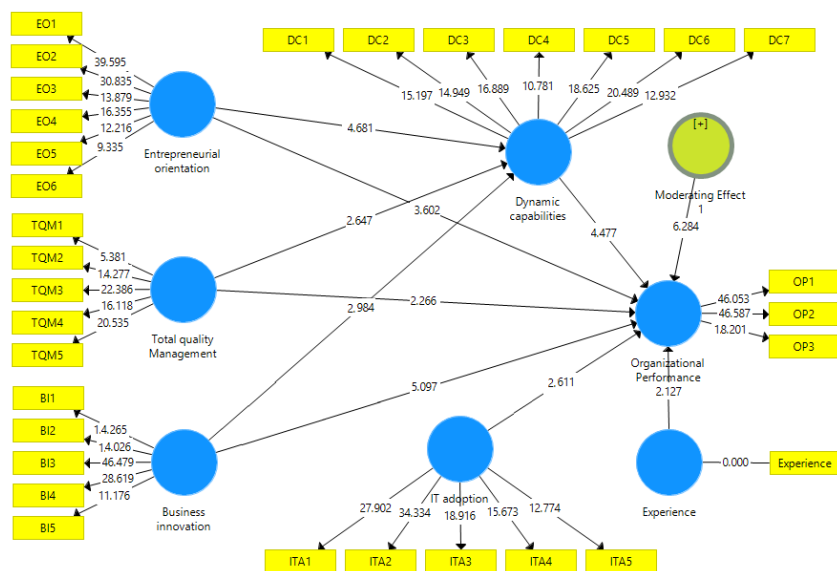 EO1
EO2
EO3
EO4
EO5
EO6
39.595
30.835
13.879
16.355
12.216
9.335
Entrepreneurial
orientation
DC1
DC2
DC3
DC4
DC5
DC6
DC7
15.197
14.949
16.889
10.781
18.625
20.489
12.932
4.681
Dynamic
capabilities
[+]
Moderating Effect
1
3.602
2.647
4.477
6.284
TQM1
TQM2
TQM3
TQM4
TQM5
5.381
14.277
22.386
16.118
20.535
Total quality
Management
2.984
2.266
OP1
OP2
OP3
46.053
46.587
18.201
Organizational
Performance
BI1
BI2
BI3
BI4
BI5
14.265
14.026
46.479
28.619
11.176
Business
innovation
5.097
2.611
2.127
IT adoption
27.902
34.334
18.916
15.673
12.774
ITA1
ITA2
ITA3
ITA4
ITA5
0.000
Experience
Experience